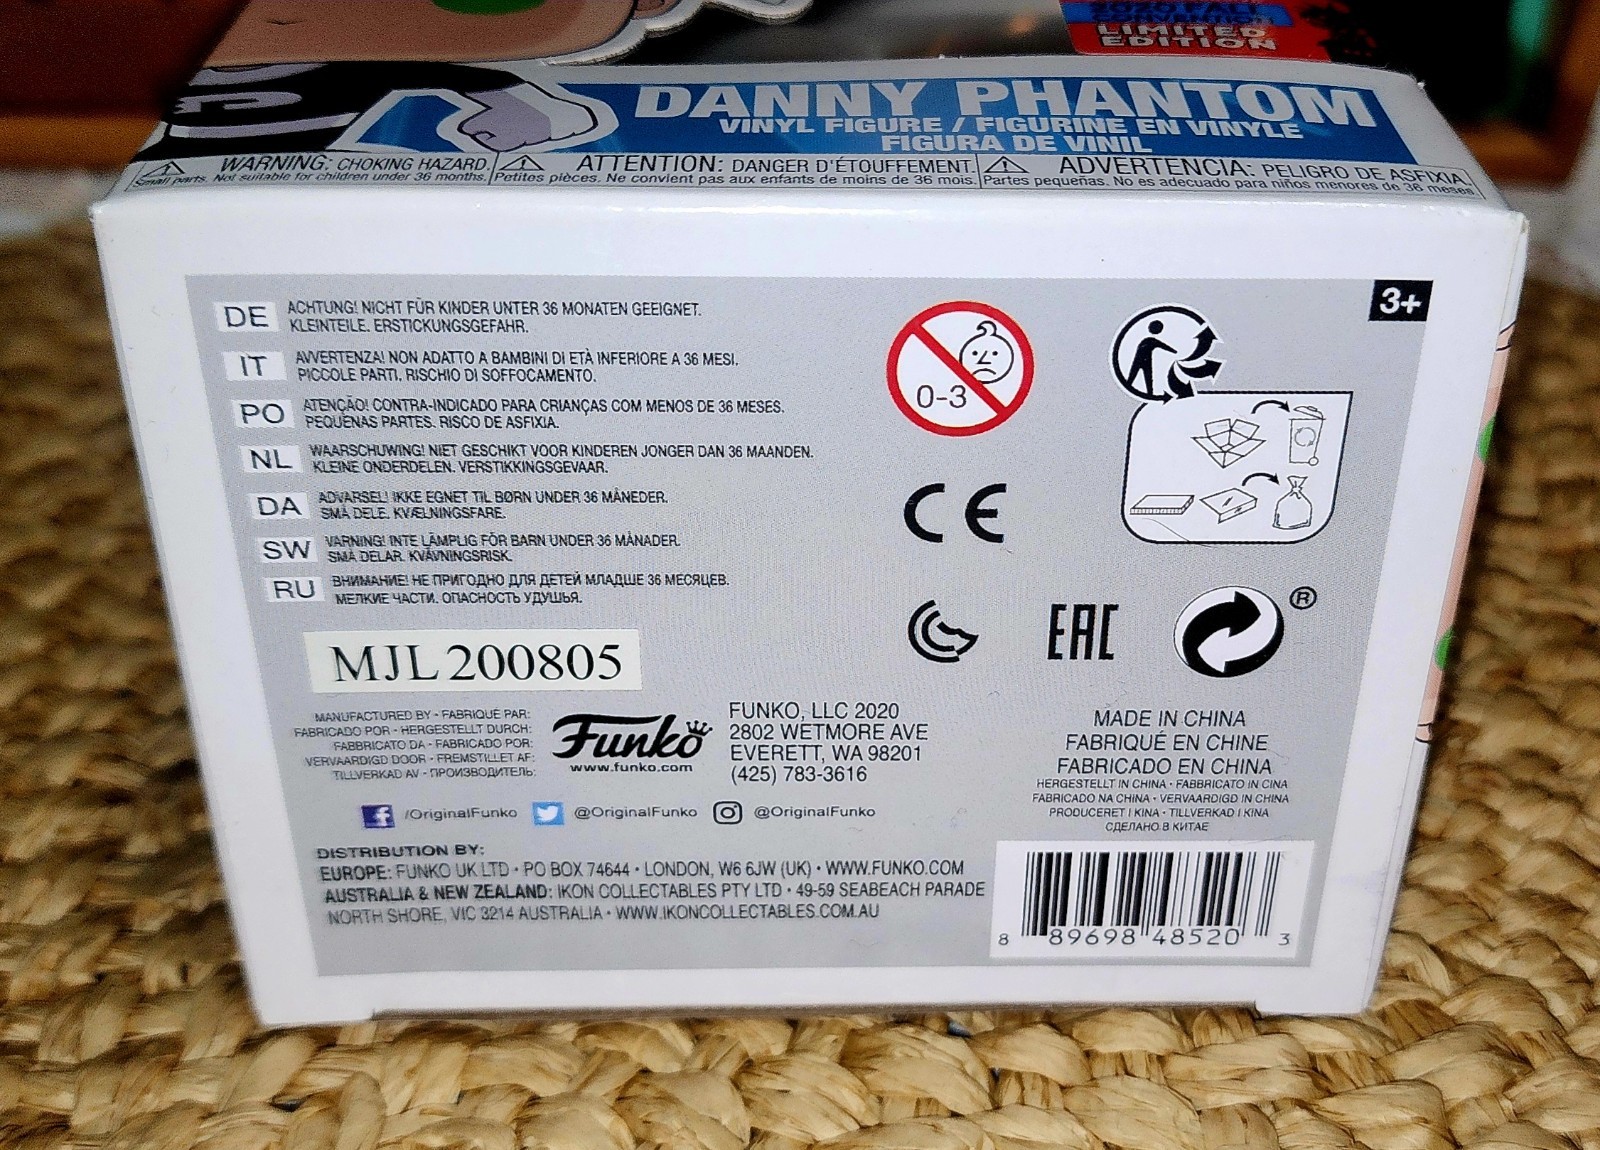 2020 FALL
CONVENTION
LIMITED
EDITION
DANNY PHANTOM
VINYL FIGURE / FIGURINE EN VINYLE
FIGURA DE VINIL
WARNING: CHOKING HAZARD.
Small parts. Not suitable for children under 36 months.
ATTENTION: DANGER D'ÉTOUFFEMENT.
Petites pièces. Ne convient pas aux enfants de moins de 36 mois.
ADVERTENCIA: PELIGRO DE ASFIXIA.
Partes pequeñas. No es adecuado para niños menores de 36 meses
3+
DE ACHTUNG! NICHT FÜR KINDER UNTER 36 MONATEN GEEIGNET.
KLEINTEILE. ERSTICKUNGSGEFAHR.
IT AVVERTENZA! NON ADATTO A BAMBINI DI ETÀ INFERIORE A 36 MESI.
PICCOLE PARTI. RISCHIO DI SOFFOCAMENTO.
PO ATENÇÃO! CONTRA-INDICADO PARA CRIANÇAS COM MENOS DE 36 MESES.
PEQUENAS PARTES. RISCO DE ASFIXIA.
NL WAARSCHUWING! NIET GESCHIKT VOOR KINDEREN JONGER DAN 36 MAANDEN.
KLEINE ONDERDELEN. VERSTIKKINGSGEVAAR.
DA ADVARSEL! IKKE EGNET TIL BØRN UNDER 36 MÅNEDER.
SMÅ DELE. KVÆLNINGSFARE.
SW VARNING! INTE LÄMPLIG FÖR BARN UNDER 36 MÅNADER.
SMÅ DELAR. KVÄVNINGSRISK.
RU ВНИМАНИЕ! НЕ ПРИГОДНО ДЛЯ ДЕТЕЙ МЛАДШЕ 36 МЕСЯЦЕВ.
МЕЛКИЕ ЧАСТИ. ОПАСНОСТЬ УДУШЬЯ.
0-3
CE
EAC
®
MJL 200805
MANUFACTURED BY • FABRIQUÉ PAR:
FABRICADO POR • HERGESTELLT DURCH:
FABBRICATO DA • FABRICADO POR:
VERVAARDIGD DOOR • FREMSTILLET AF:
TILLVERKAD AV • ПРОИЗВОДИТЕЛЬ:
Funko
www.funko.com
FUNKO, LLC 2020
2802 WETMORE AVE
EVERETT, WA 98201
(425) 783-3616
MADE IN CHINA
FABRIQUÉ EN CHINE
FABRICADO EN CHINA
HERGESTELLT IN CHINA • FABBRICATO IN CINA
FABRICADO NA CHINA • VERVAARDIGD IN CHINA
PRODUCERET I KINA • TILLVERKAD I KINA
СДЕЛАНО В КИТАЕ
/OriginalFunko @OriginalFunko @OriginalFunko
DISTRIBUTION BY:
EUROPE: FUNKO UK LTD • PO BOX 74644 • LONDON, W6 6JW (UK) • WWW.FUNKO.COM
AUSTRALIA & NEW ZEALAND: IKON COLLECTABLES PTY LTD • 49-59 SEABEACH PARADE
NORTH SHORE, VIC 3214 AUSTRALIA • WWW.IKONCOLLECTABLES.COM.AU
8 89698 48520 3